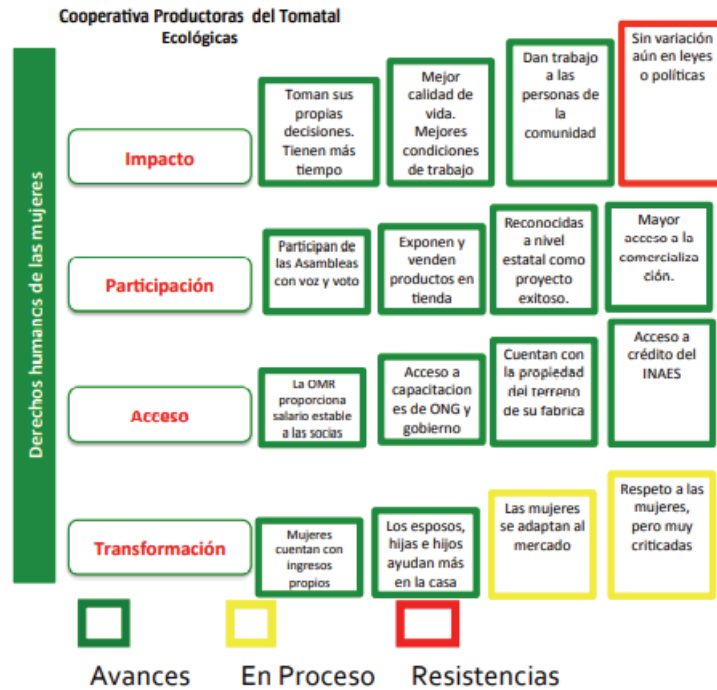 Cooperativa Productoras del Tomatal
Ecológicas
Derechos humanos de las mujeres
Impacto
Toman sus
propias
decisiones.
Tienen más
tiempo
Mejor
calidad de
vida.
Mejores
condiciones
de trabajo
Dan trabajo
a las
personas de
la
comunidad
Sin variación
aún en leyes
o políticas
Participación
Participan de
las Asambleas
con voz y voto
Exponen y
venden
productos en
tienda
Reconocidas
a nivel
estatal como
proyecto
exitoso.
Mayor
acceso a la
comercializa
ción.
Acceso
La OMR
proporciona
salario estable
a las socias
Acceso a
capacitacion
es de ONG y
gobierno
Cuentan con
la propiedad
del terreno
de su fabrica
Acceso a
crédito del
INAES
Transformación
Mujeres
cuentan con
ingresos
propios
Los esposos,
hijas e hijos
ayudan más
en la casa
Las mujeres
se adaptan al
mercado
Respeto a las
mujeres,
pero muy
criticadas
Avances
En Proceso
Resistencias